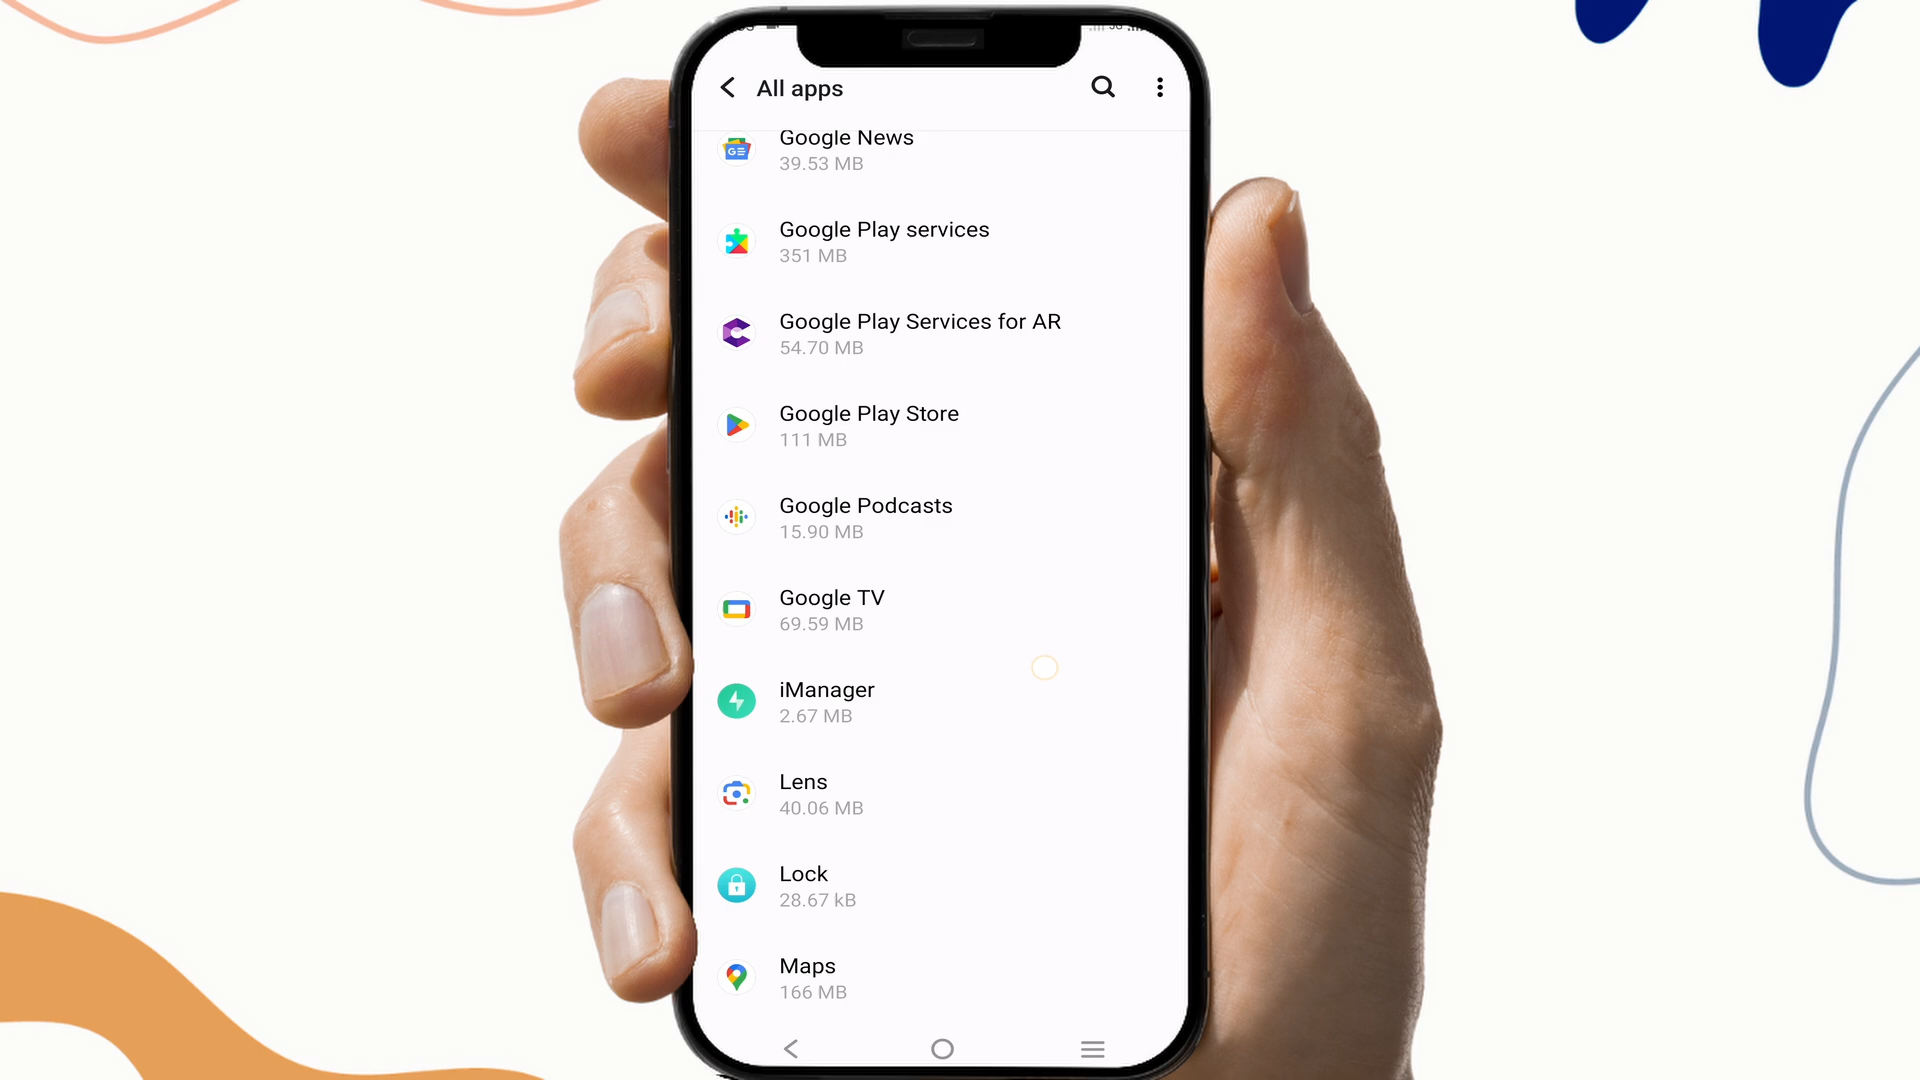 All apps
Google News
39.53 MB
Google Play services
351 MB
Google Play Services for AR
54.70 MB
Google Play Store
111 MB
Google Podcasts
15.90 MB
Google TV
69.59 MB
iManager
2.67 MB
Lens
40.06 MB
Lock
28.67 kB
Maps
166 MB